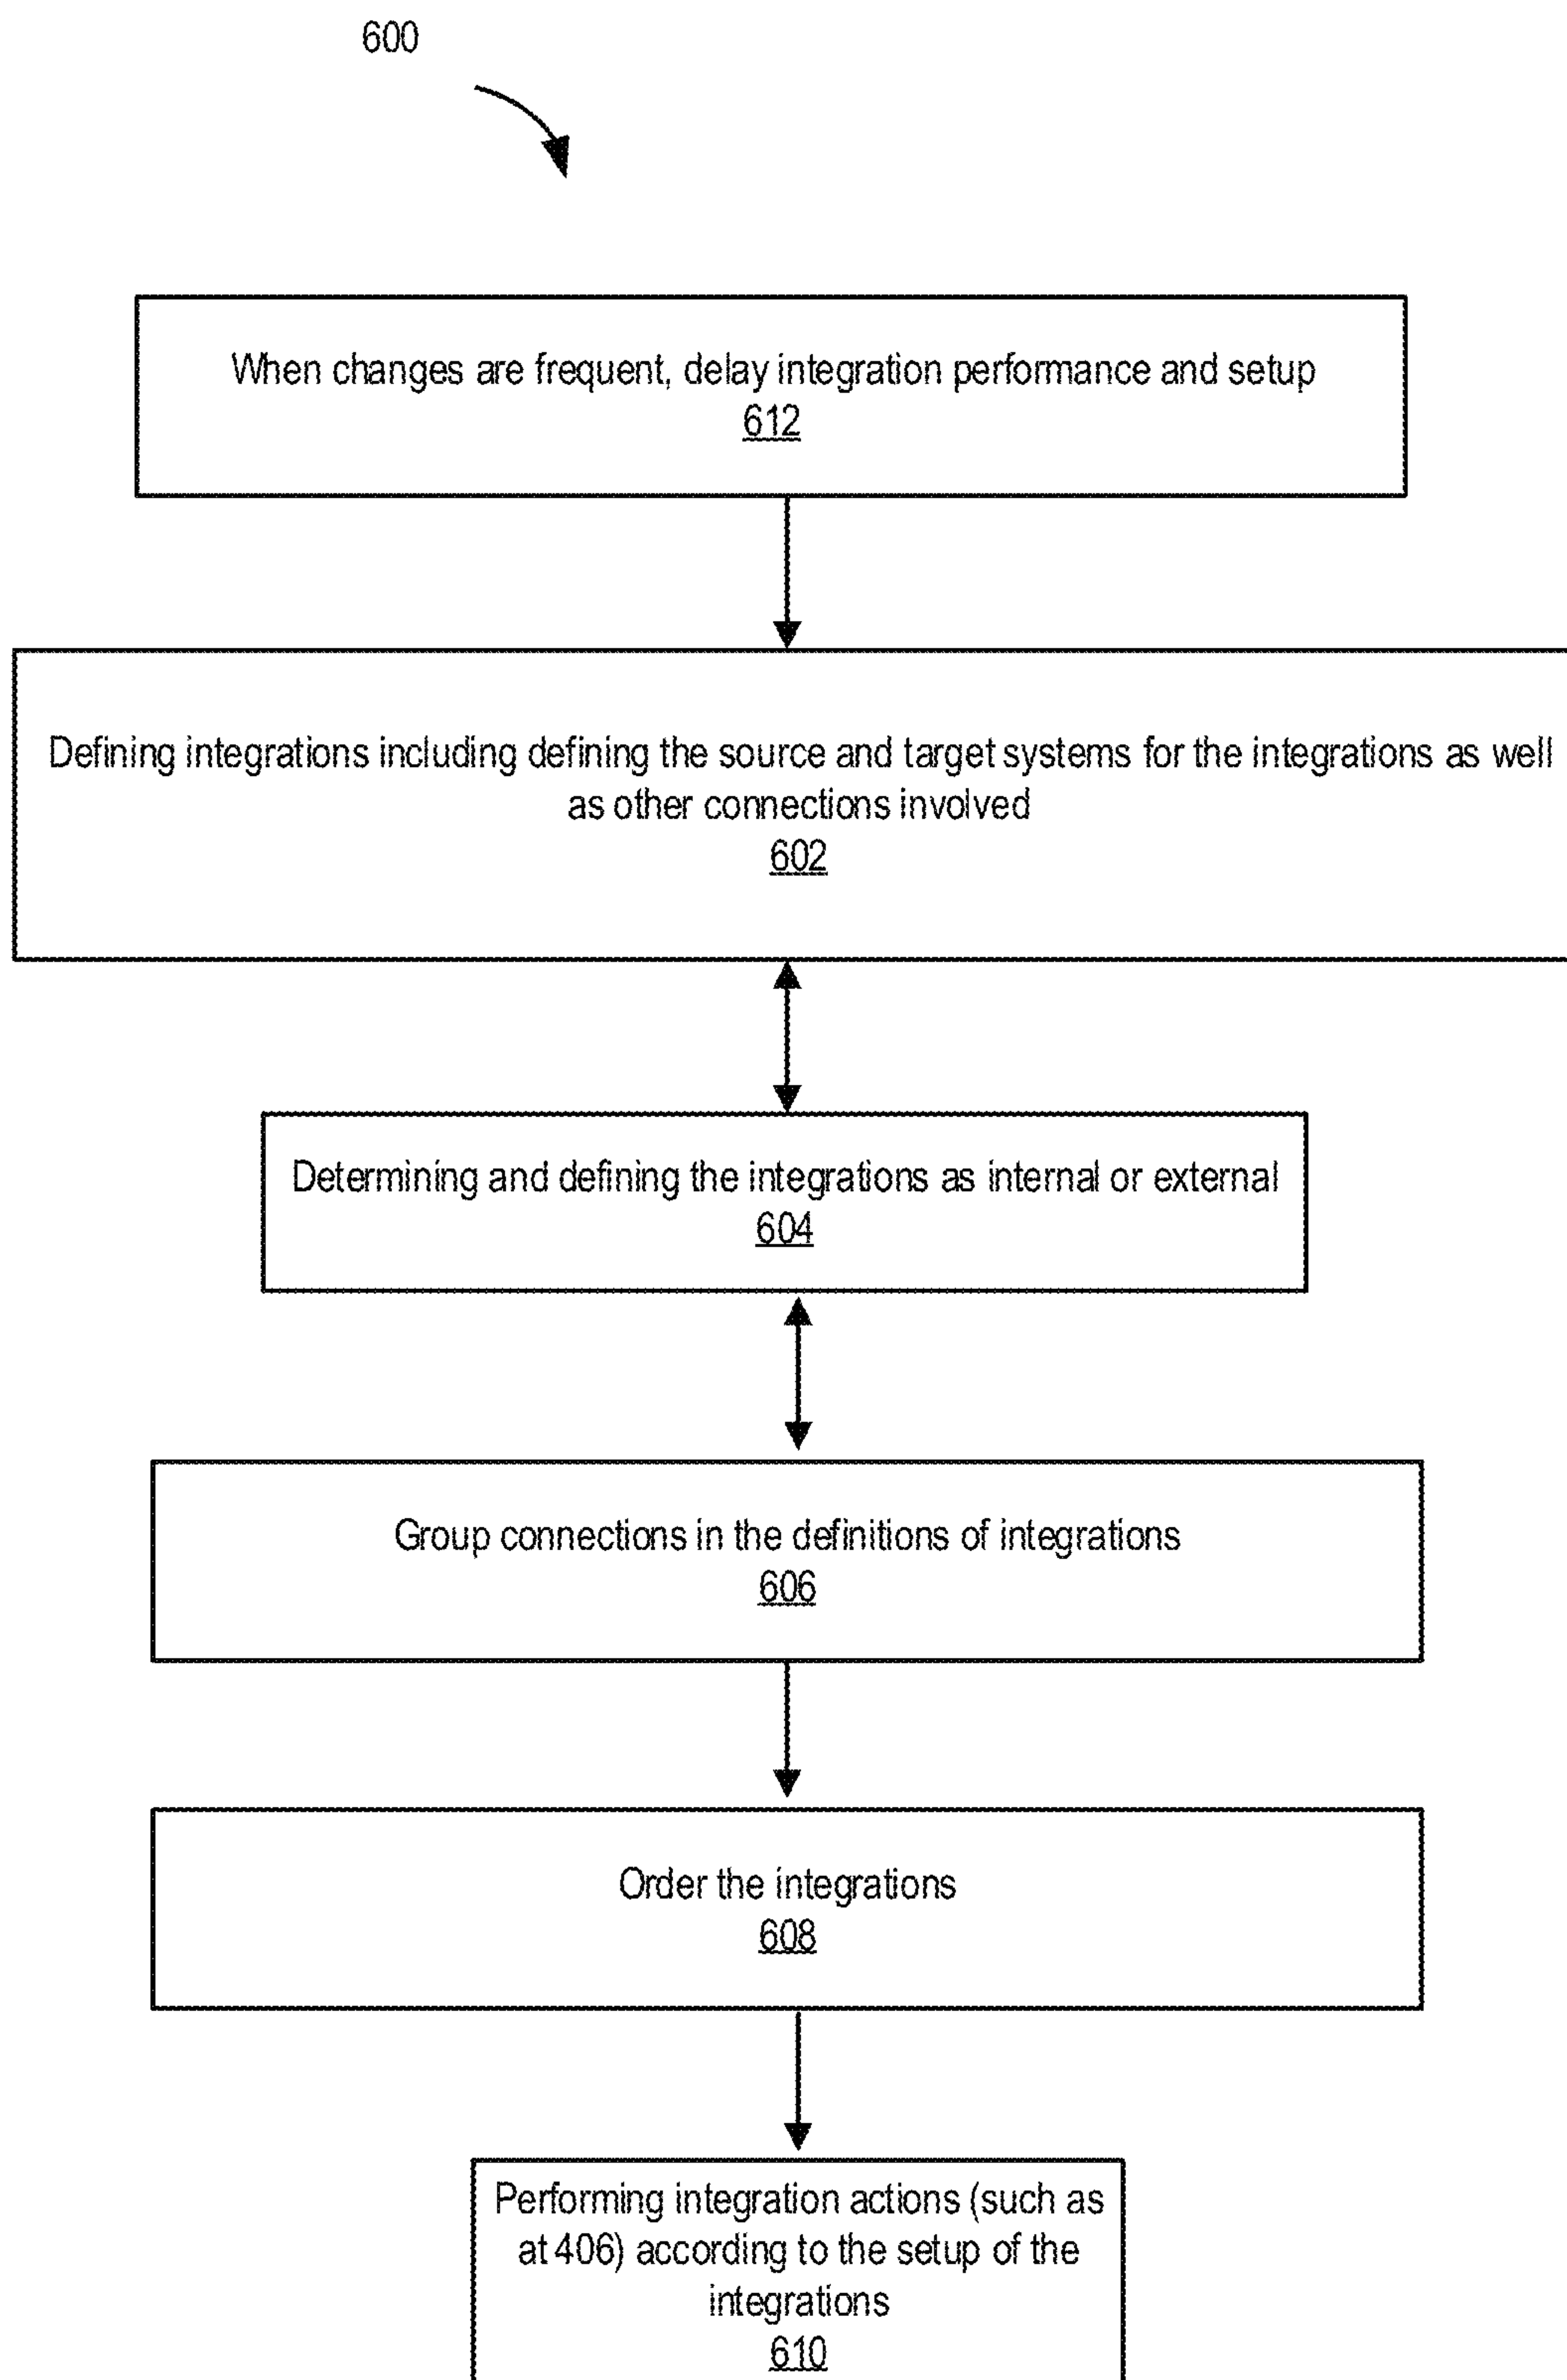 600
When changes are frequent, delay integration performance and setup
612
Defining integrations including defining the source and target systems for the integrations as well
as other connections involved
602
Determining and defining the integrations as internal or external
604
Group connections in the definitions of integrations
606
Order the integrations
608
Performing integration actions (such as
at 406) according to the setup of the
integrations
610